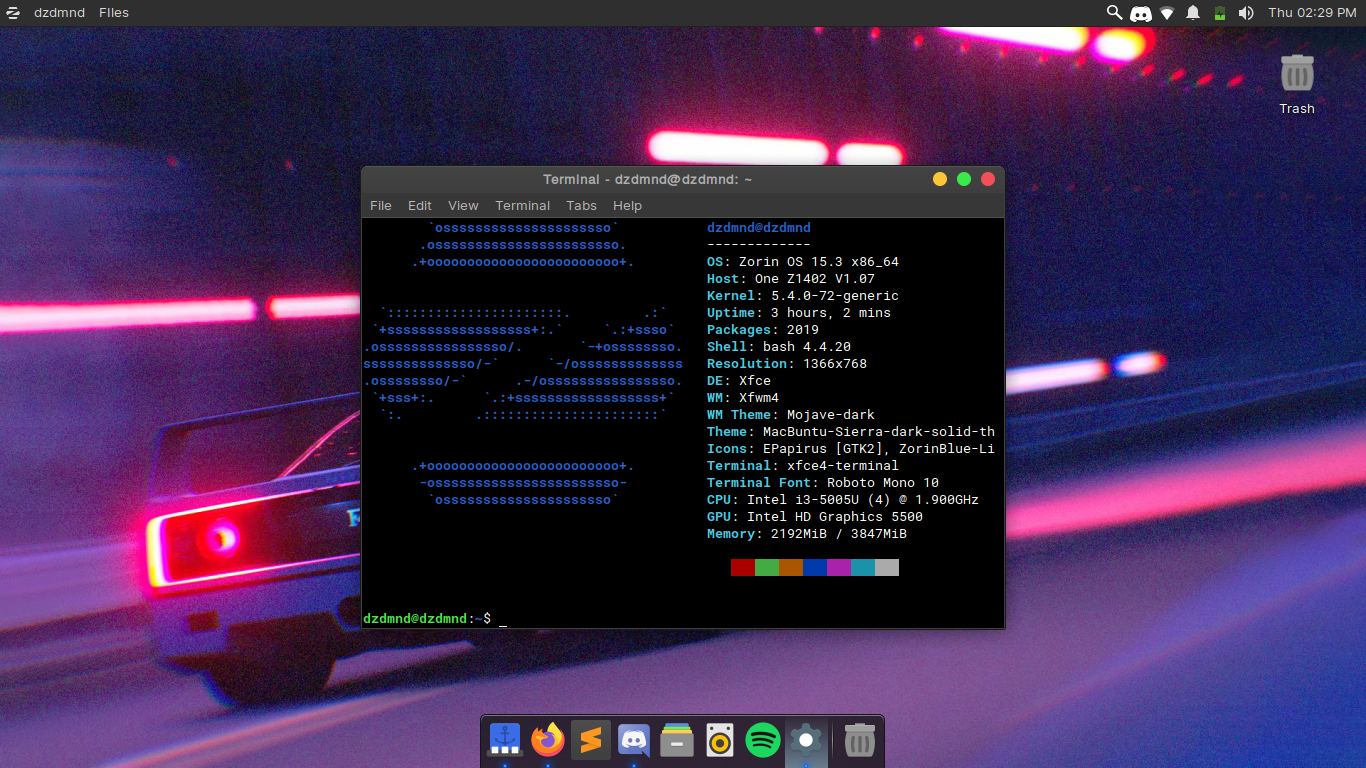 dzdmnd FIles Thu 02:29 PM
Trash
TermInal - dzdmnd@dzdmnd: ~
File Edit View Terminal Tabs Help
`osssssssssssssssssssso` dzdmnd@dzdmnd
.osssssssssssssssssssssso. -------------
.+oooooooooooooooooooooooo+. OS: Zorin OS 15.3 x86_64
Host: One Z1402 V1.07
Kernel: 5.4.0-72-generic
`::::::::::::::::::::::. .:` Uptime: 3 hours, 2 mins
`+ssssssssssssssssss+:.` `.:+ssso` Packages: 2019
.ossssssssssssssso/. `-+ossssssso. Shell: bash 4.4.20
ssssssssssssso/-` `-/osssssssssssss Resolution: 1366x768
.ossssssso/-` .-/ossssssssssssssso. DE: Xfce
`+sss+:. `.:+ssssssssssssssssss+` WM: Xfwm4
`:. .::::::::::::::::::::::` WM Theme: Mojave-dark
Theme: MacBuntu-Sierra-dark-solid-th
Icons: EPapirus [GTK2], ZorinBlue-Li
.+oooooooooooooooooooooooo+. Terminal: xfce4-terminal
-osssssssssssssssssssssso- Terminal Font: Roboto Mono 10
`osssssssssssssssssssso` CPU: Intel i3-5005U (4) @ 1.900GHz
GPU: Intel HD Graphics 5500
Memory: 2192MiB / 3847MiB
dzdmnd@dzdmnd:~$ _